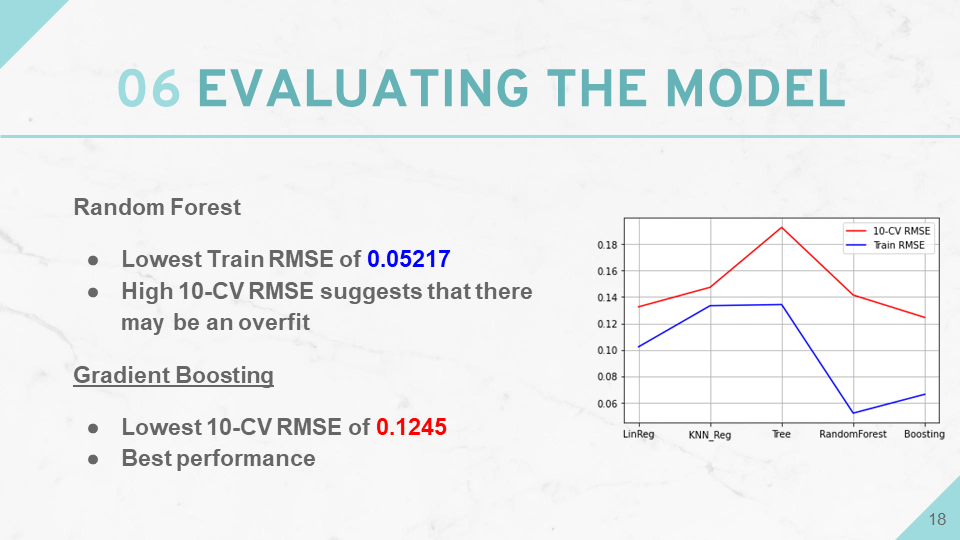 06 EVALUATING THE MODEL
Random Forest
● Lowest Train RMSE of 0.05217
● High 10-CV RMSE suggests that there
may be an overfit
Gradient Boosting
● Lowest 10-CV RMSE of 0.1245
● Best performance
10-CV RMSE
Train RMSE
0.18
0.16
0.14
0.12
0.10
0.08
0.06
LinReg KNN_Reg Tree RandomForest Boosting
18